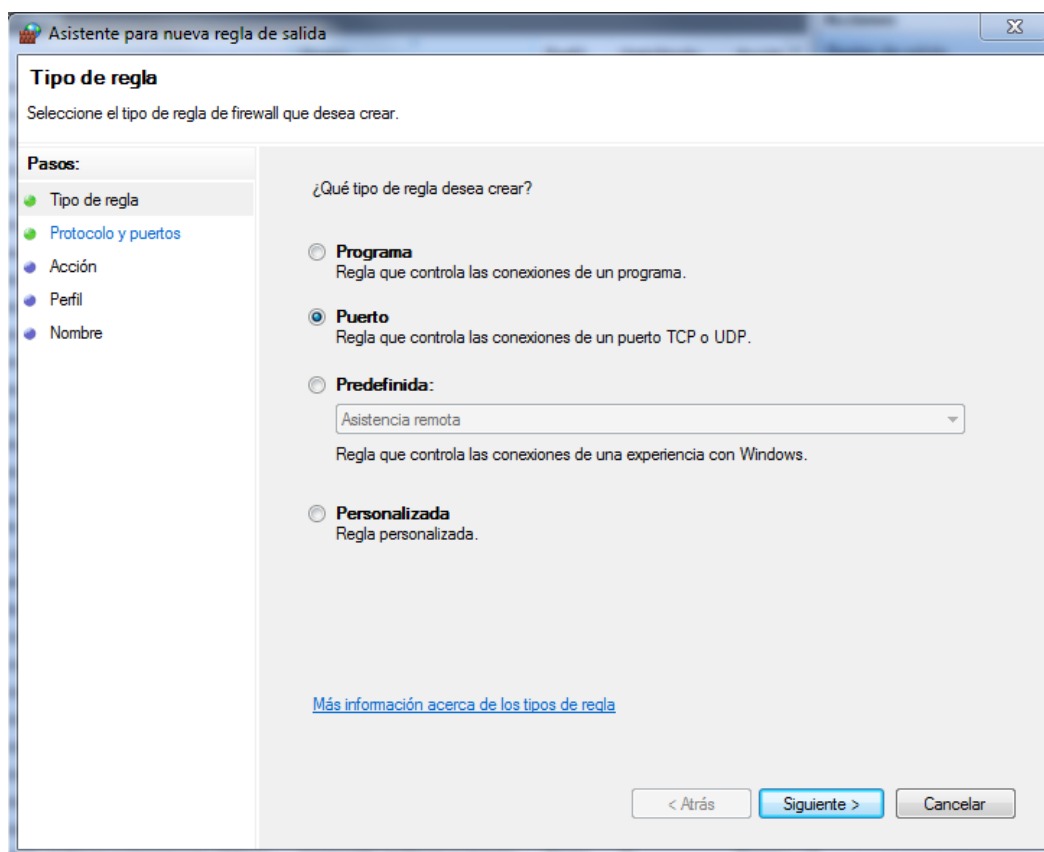 Asistente para nueva regla de salida
Tipo de regla
Seleccione el tipo de regla de firewall que desea crear.
Pasos:
Tipo de regla
Protocolo y puertos
Acción
Perfil
Nombre
¿Qué tipo de regla desea crear?
Programa
Regla que controla las conexiones de un programa.
Puerto
Regla que controla las conexiones de un puerto TCP o UDP.
Predefinida:
Asistencia remota
Regla que controla las conexiones de una experiencia con Windows.
Personalizada
Regla personalizada.
Más información acerca de los tipos de regla
< Atrás
Siguiente >
Cancelar